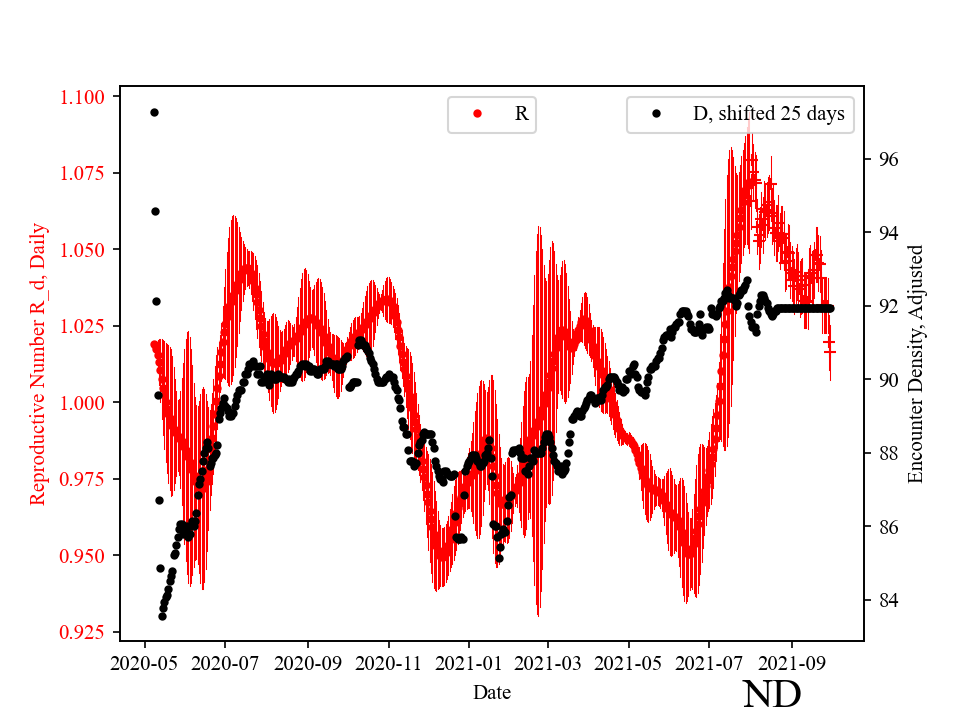 R
D, shifted 25 days
1.100
1.075
1.050
1.025
1.000
0.975
0.950
0.925
Reproductive Number R_d, Daily
96
94
92
90
88
86
84
Encounter Density, Adjusted
2020-05 2020-07 2020-09 2020-11 2021-01 2021-03 2021-05 2021-07 2021-09
Date
ND